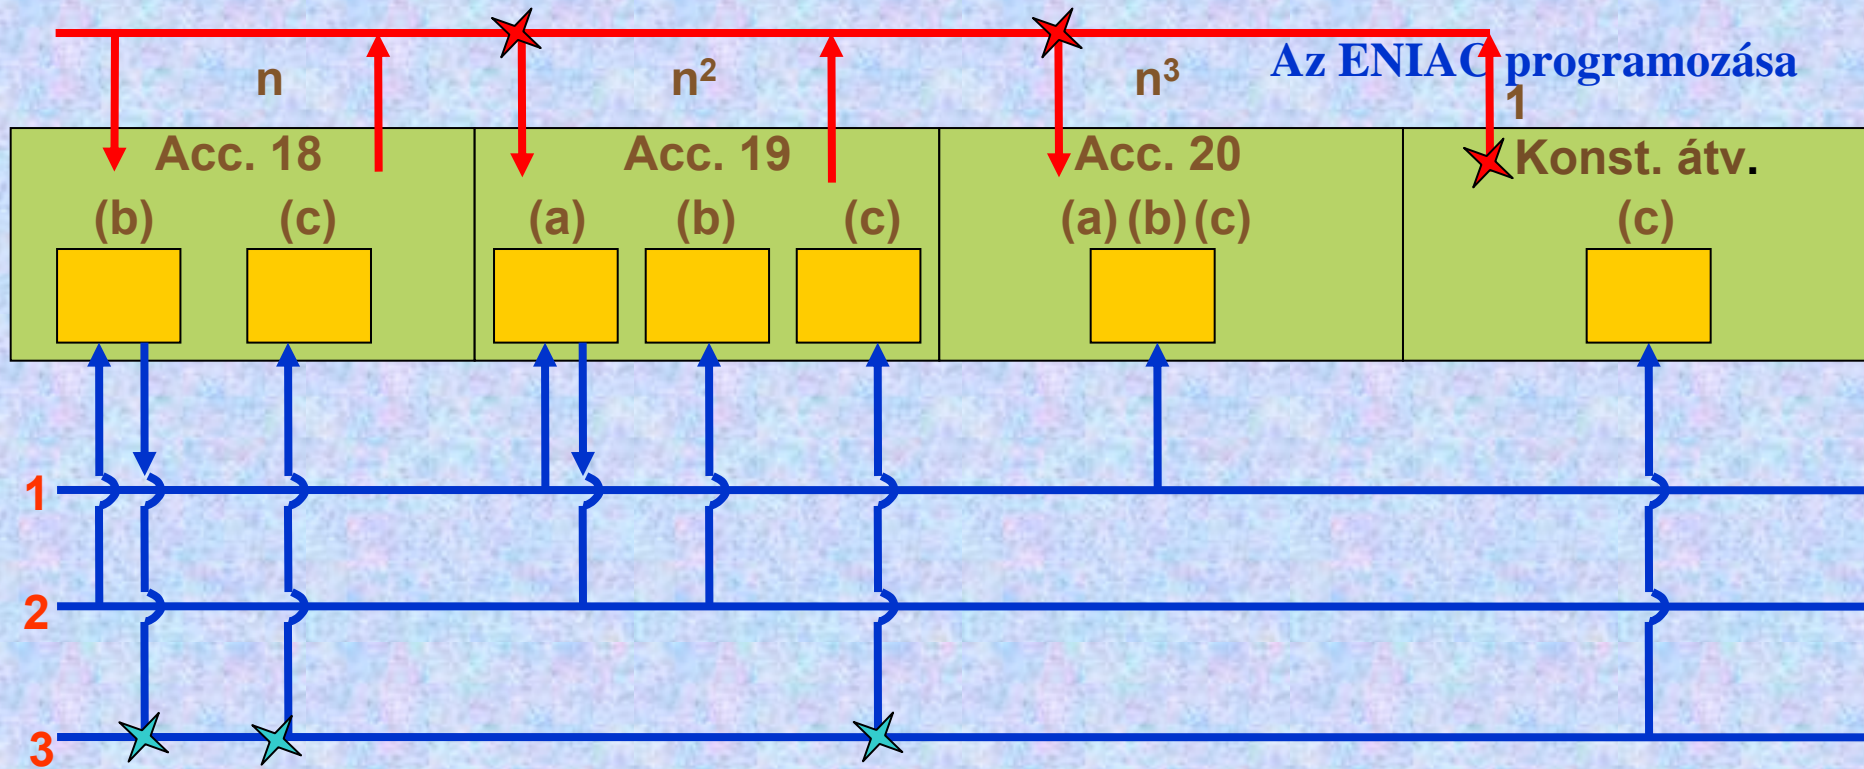 Az ENIAC programozása
n n² n³ 1
Acc. 18 Acc. 19 Acc. 20 Konst. átv.
(b) (c) (a) (b) (c) (a) (b) (c) (c)
1
2
3